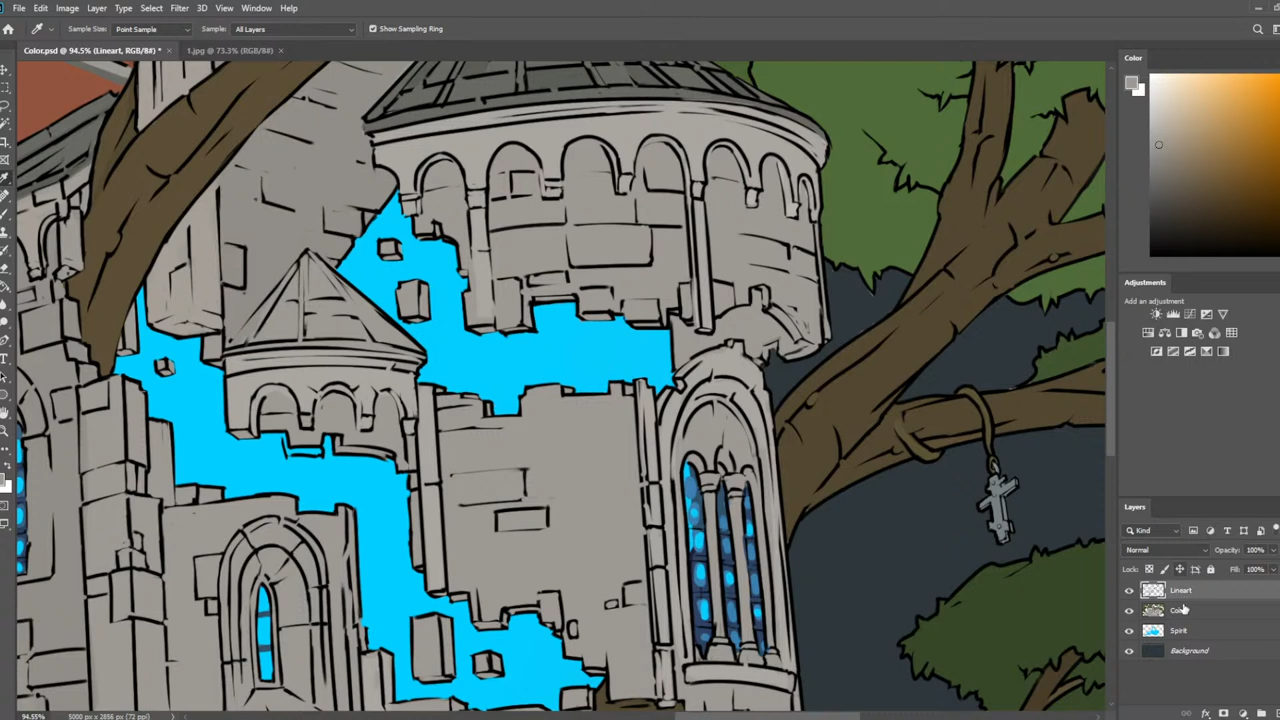 File Edit Image Layer Type Select Filter 3D View Window Help
Sample Size: Point Sample Sample: All Layers Show Sampling Ring
Color.psd @ 94.5% (Lineart, RGB/8#) * × 1.jpg @ 73.3% (RGB/8#) ×
Color
Adjustments
Add an adjustment
Layers
Kind
Normal Opacity: 100%
Lock: Fill: 100%
Lineart
Spirit
Background
94.55% 5000 px x 2856 px (72 ppi)